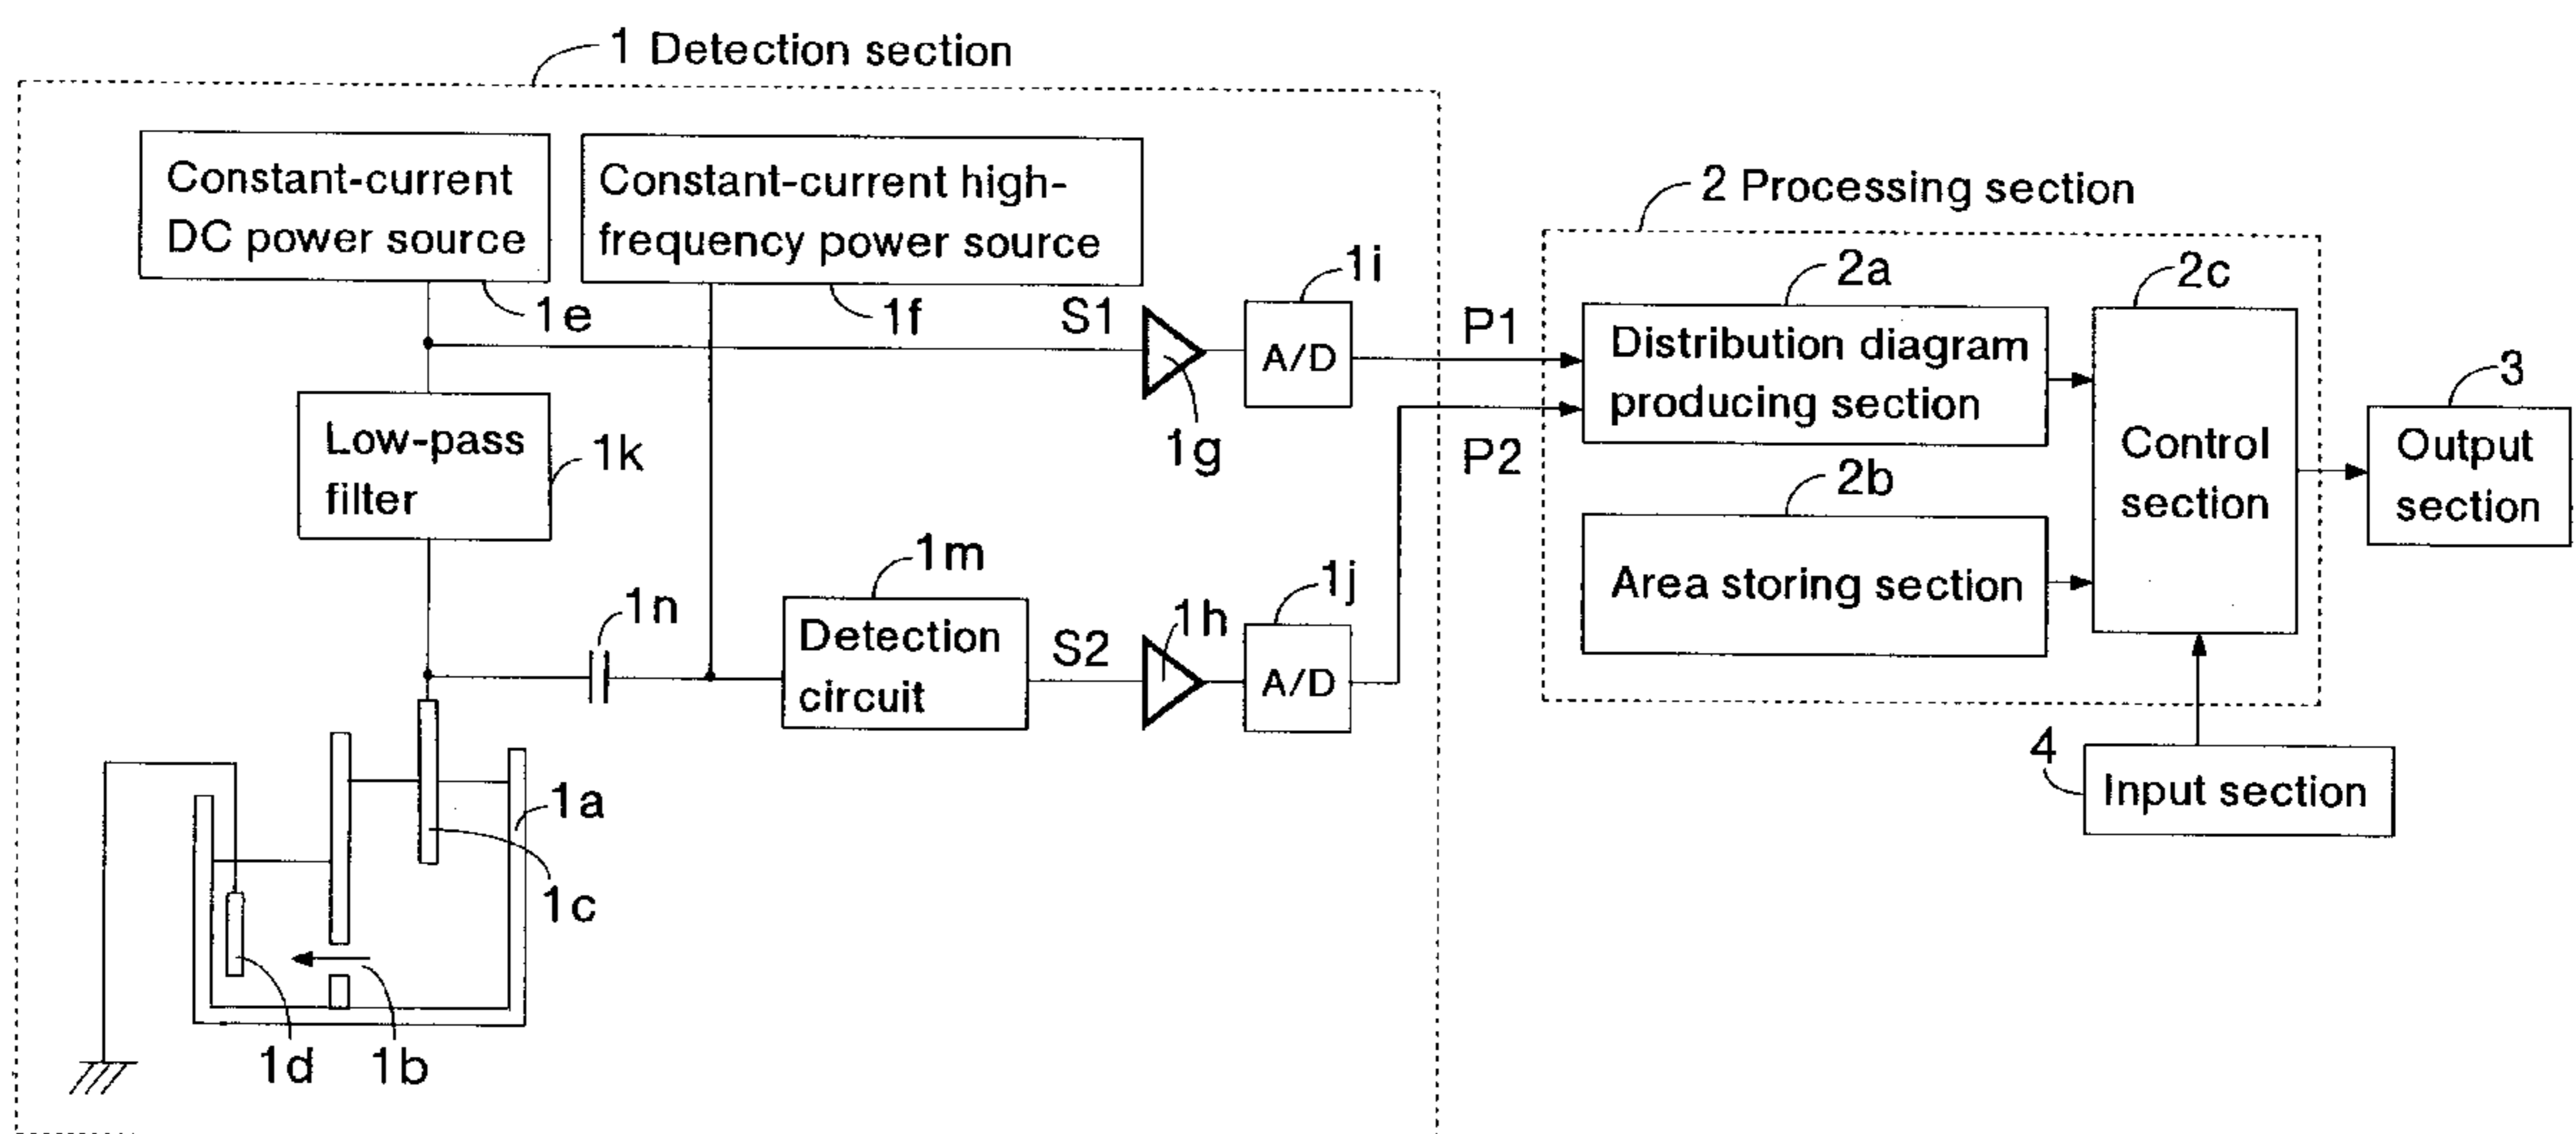 1 Detection section
Constant-current
DC power source
1e
Constant-current high-
frequency power source
1f
S1
1g
1i
A/D
P1
P2
Low-pass
filter
1k
1n
1m
Detection
circuit
S2
1h
1j
A/D
1a
1c
1d
1b
2 Processing section
2a
Distribution diagram
producing section
2b
Area storing section
2c
Control
section
3
Output
section
4
Input section